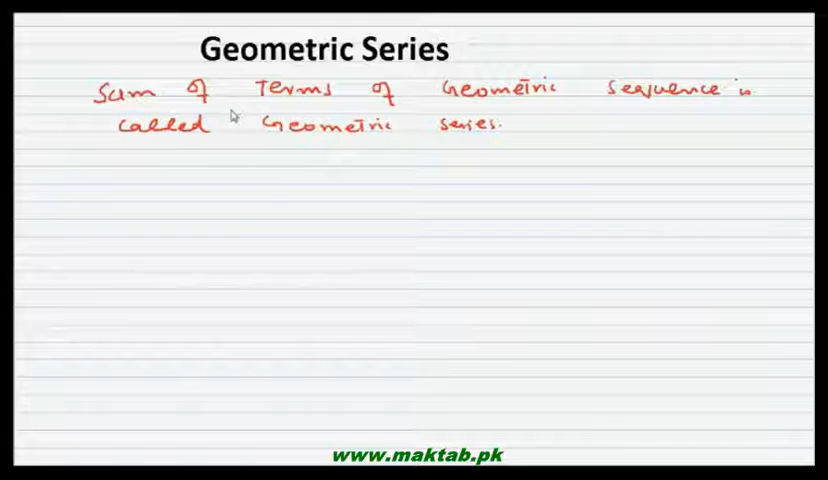 Geometric Series
Sum of Terms of Geometric sequence is
called Geometric series.
www.maktab.pk